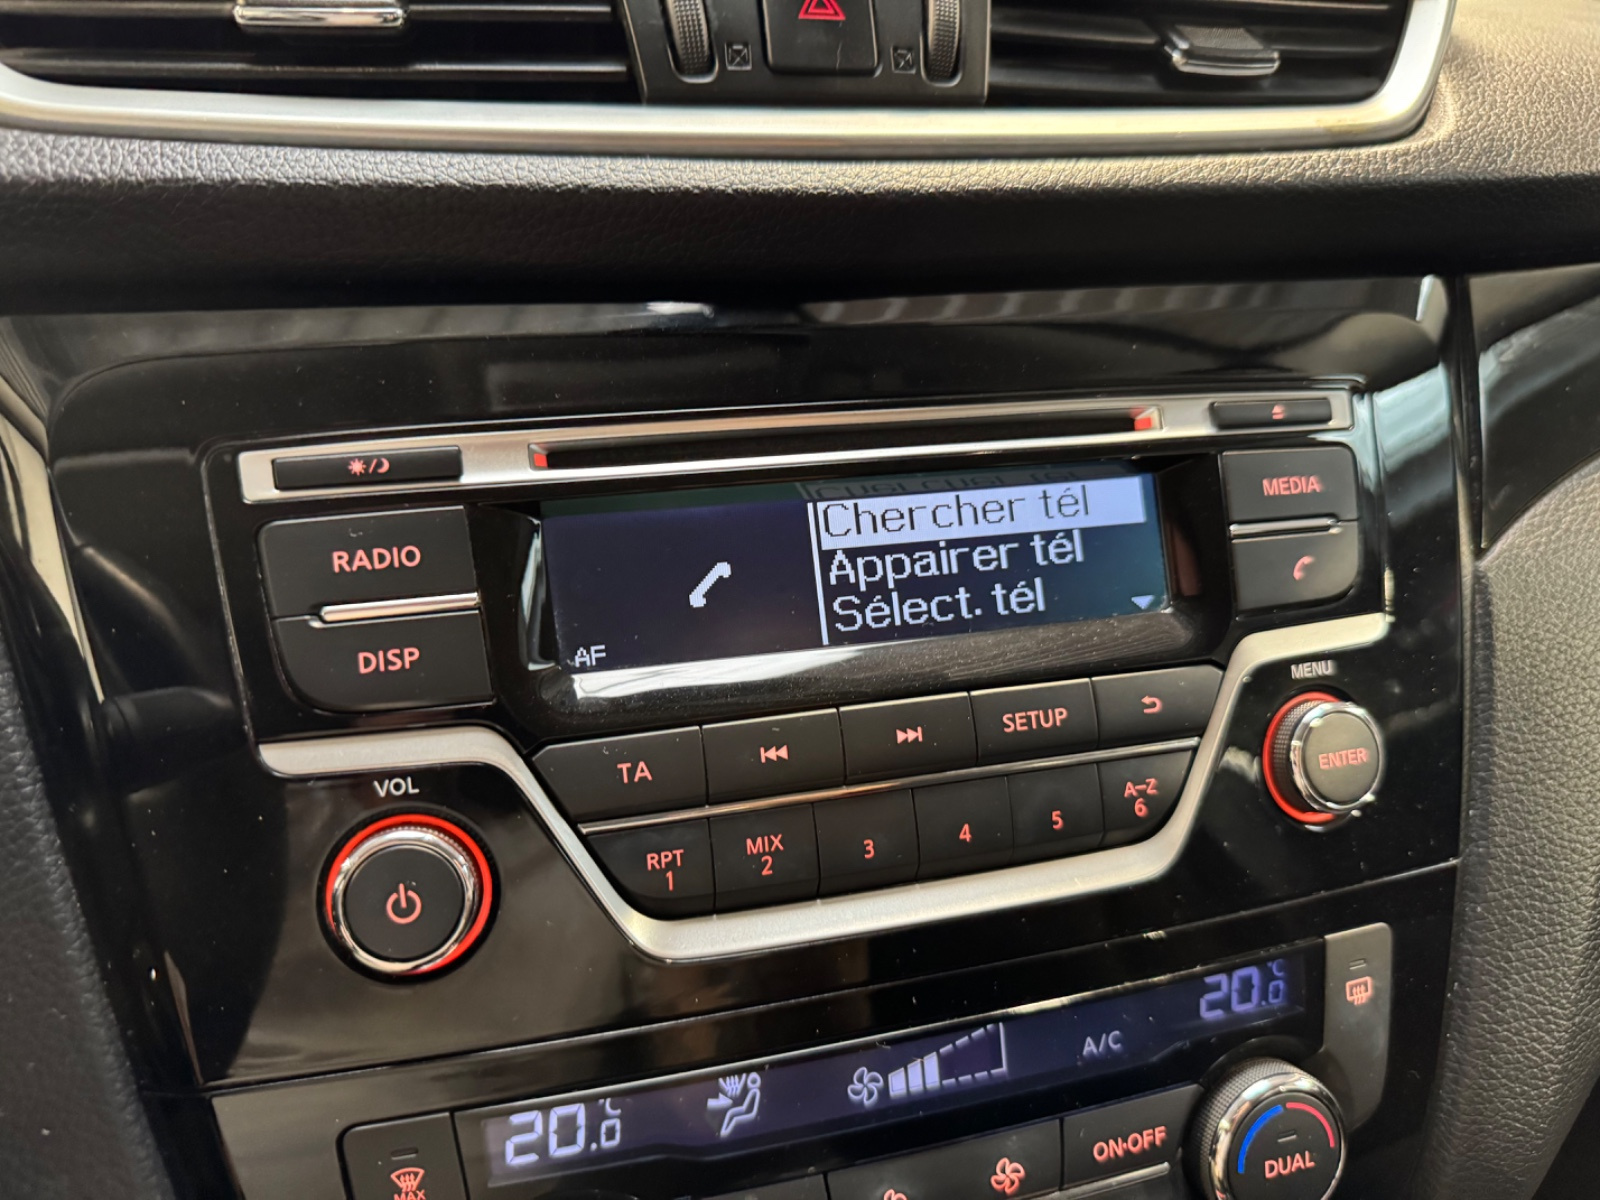 RADIO
DISP
MEDIA
Chercher tél
Appairer tél
Sélect. tél
AF
MENU
ENTER
VOL
TA
SETUP
RPT
1
MIX
2
3
4
5
A-Z
6
20.0 °C
A/C
20.0 °C
MAX
ON·OFF
DUAL